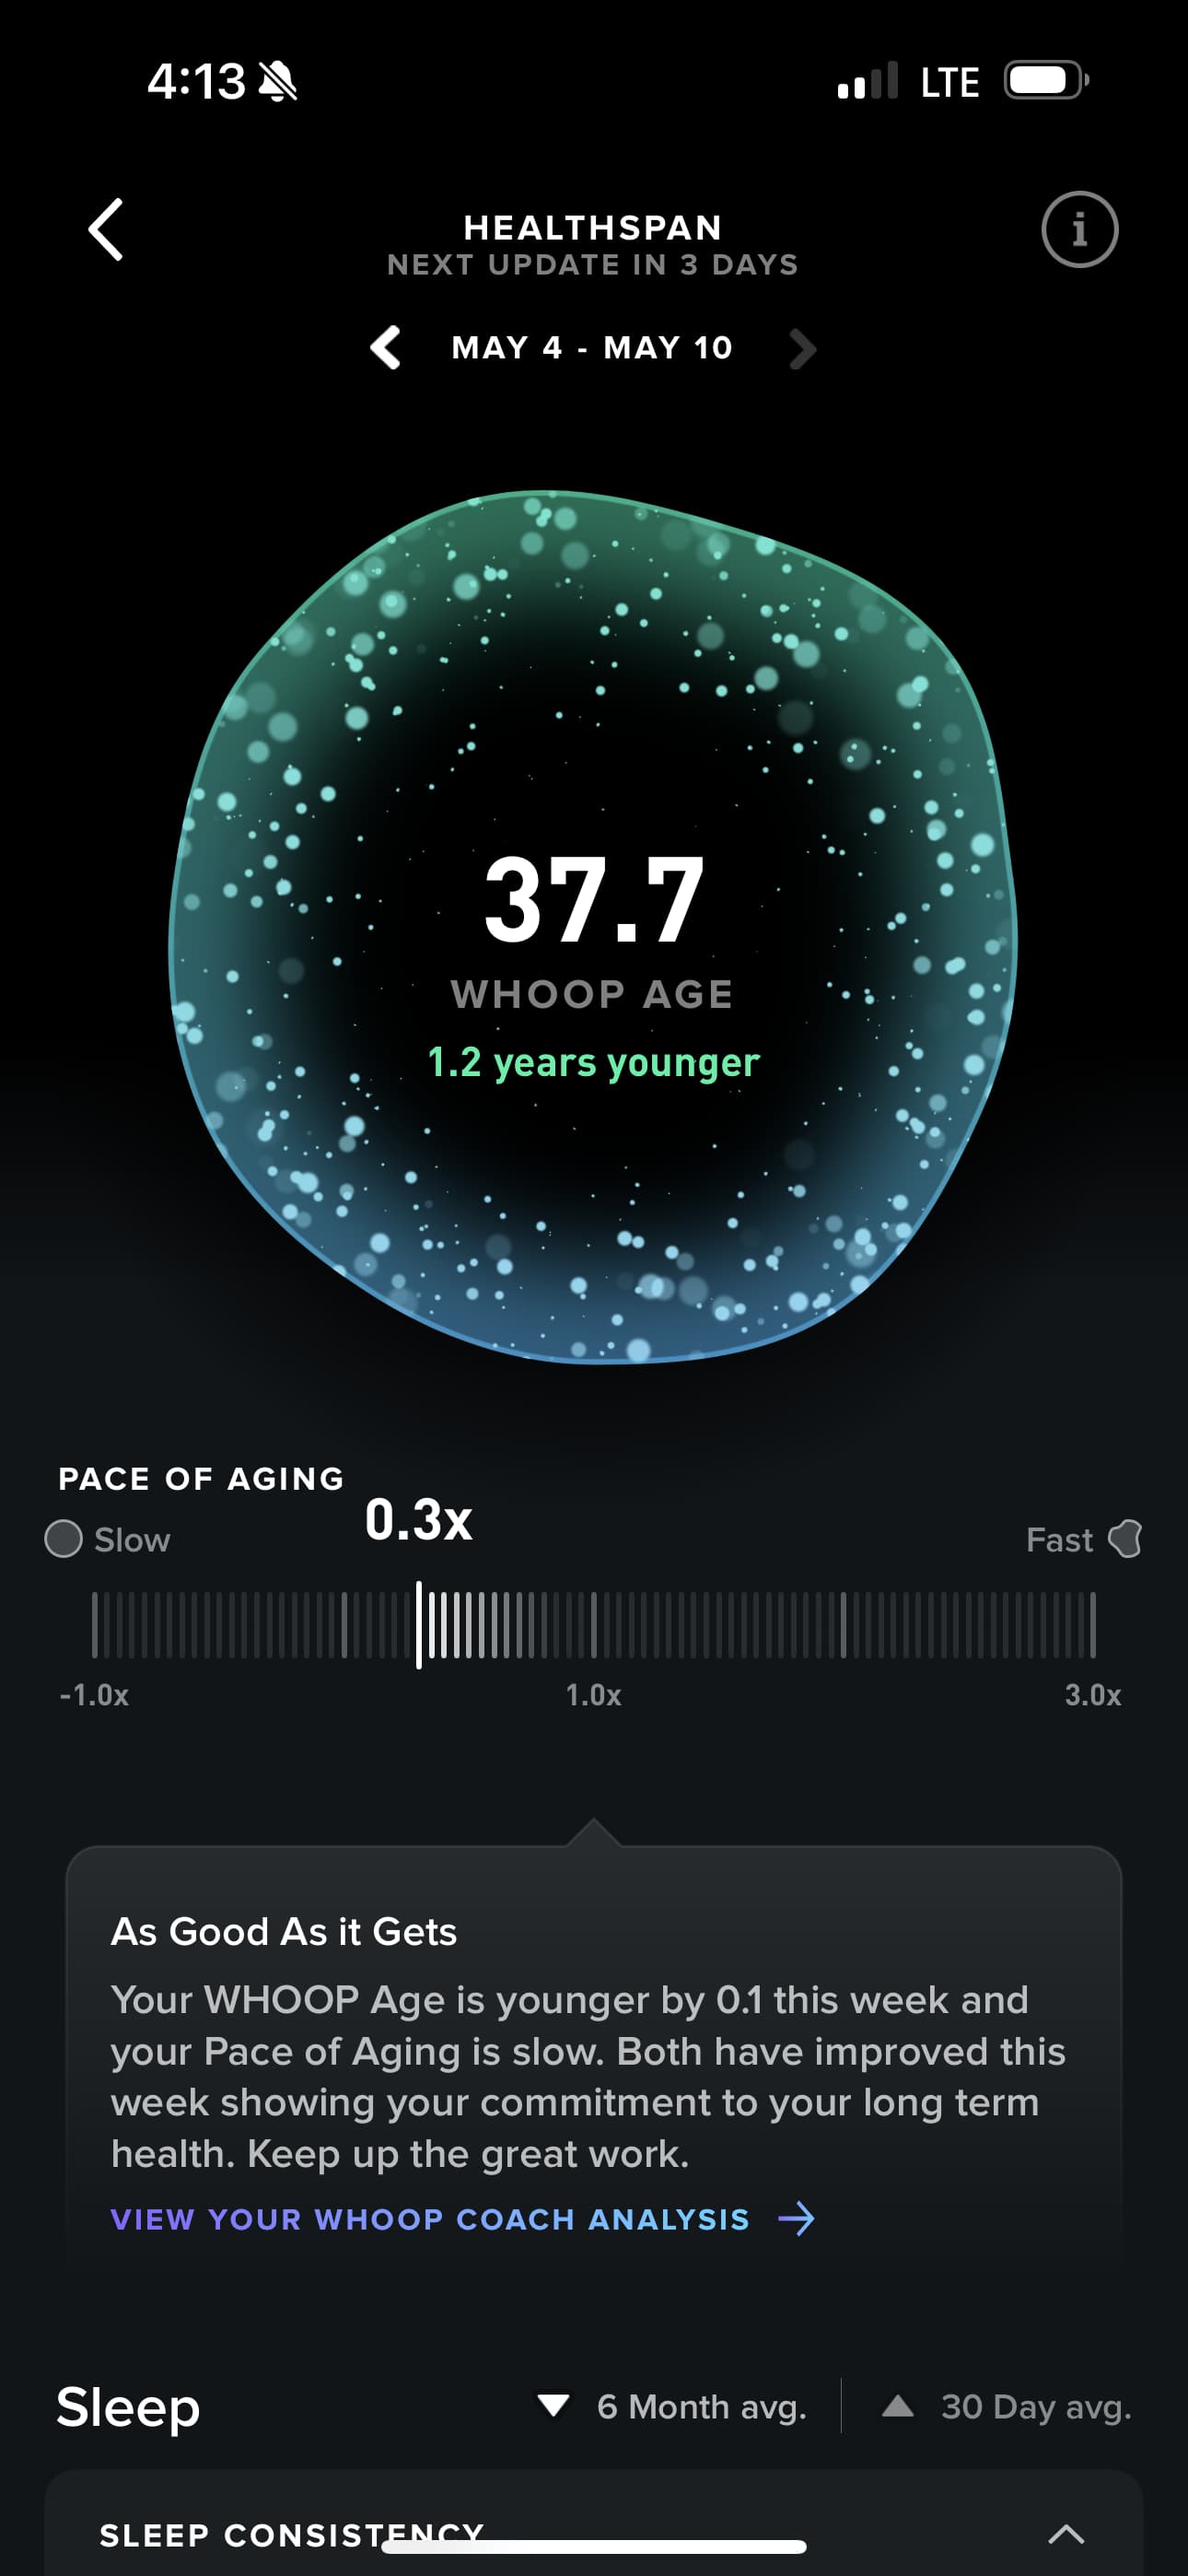 4:13
LTE
HEALTHSPAN
NEXT UPDATE IN 3 DAYS
MAY 4 - MAY 10
37.7
WHOOP AGE
1.2 years younger
PACE OF AGING
0.3x
Slow
Fast
-1.0x
1.0x
3.0x
As Good As it Gets
Your WHOOP Age is younger by 0.1 this week and
your Pace of Aging is slow. Both have improved this
week showing your commitment to your long term
health. Keep up the great work.
VIEW YOUR WHOOP COACH ANALYSIS
Sleep
6 Month avg.
30 Day avg.
SLEEP CONSISTENCY